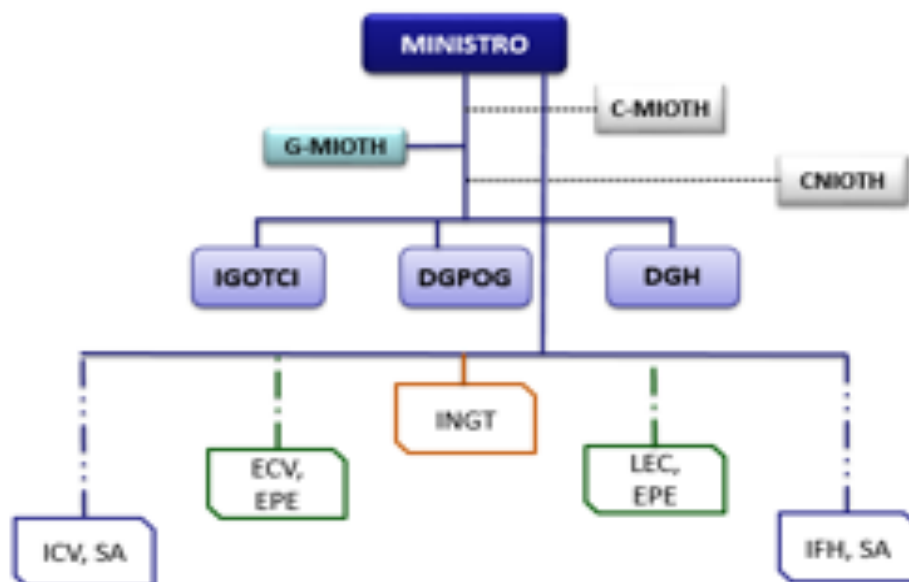 MINISTRO
C-MIOTH
G-MIOTH
CNIOTH
IGOTCI
DGPOG
DGH
INGT
ECV,
EPE
LEC,
EPE
ICV, SA
IFH, SA